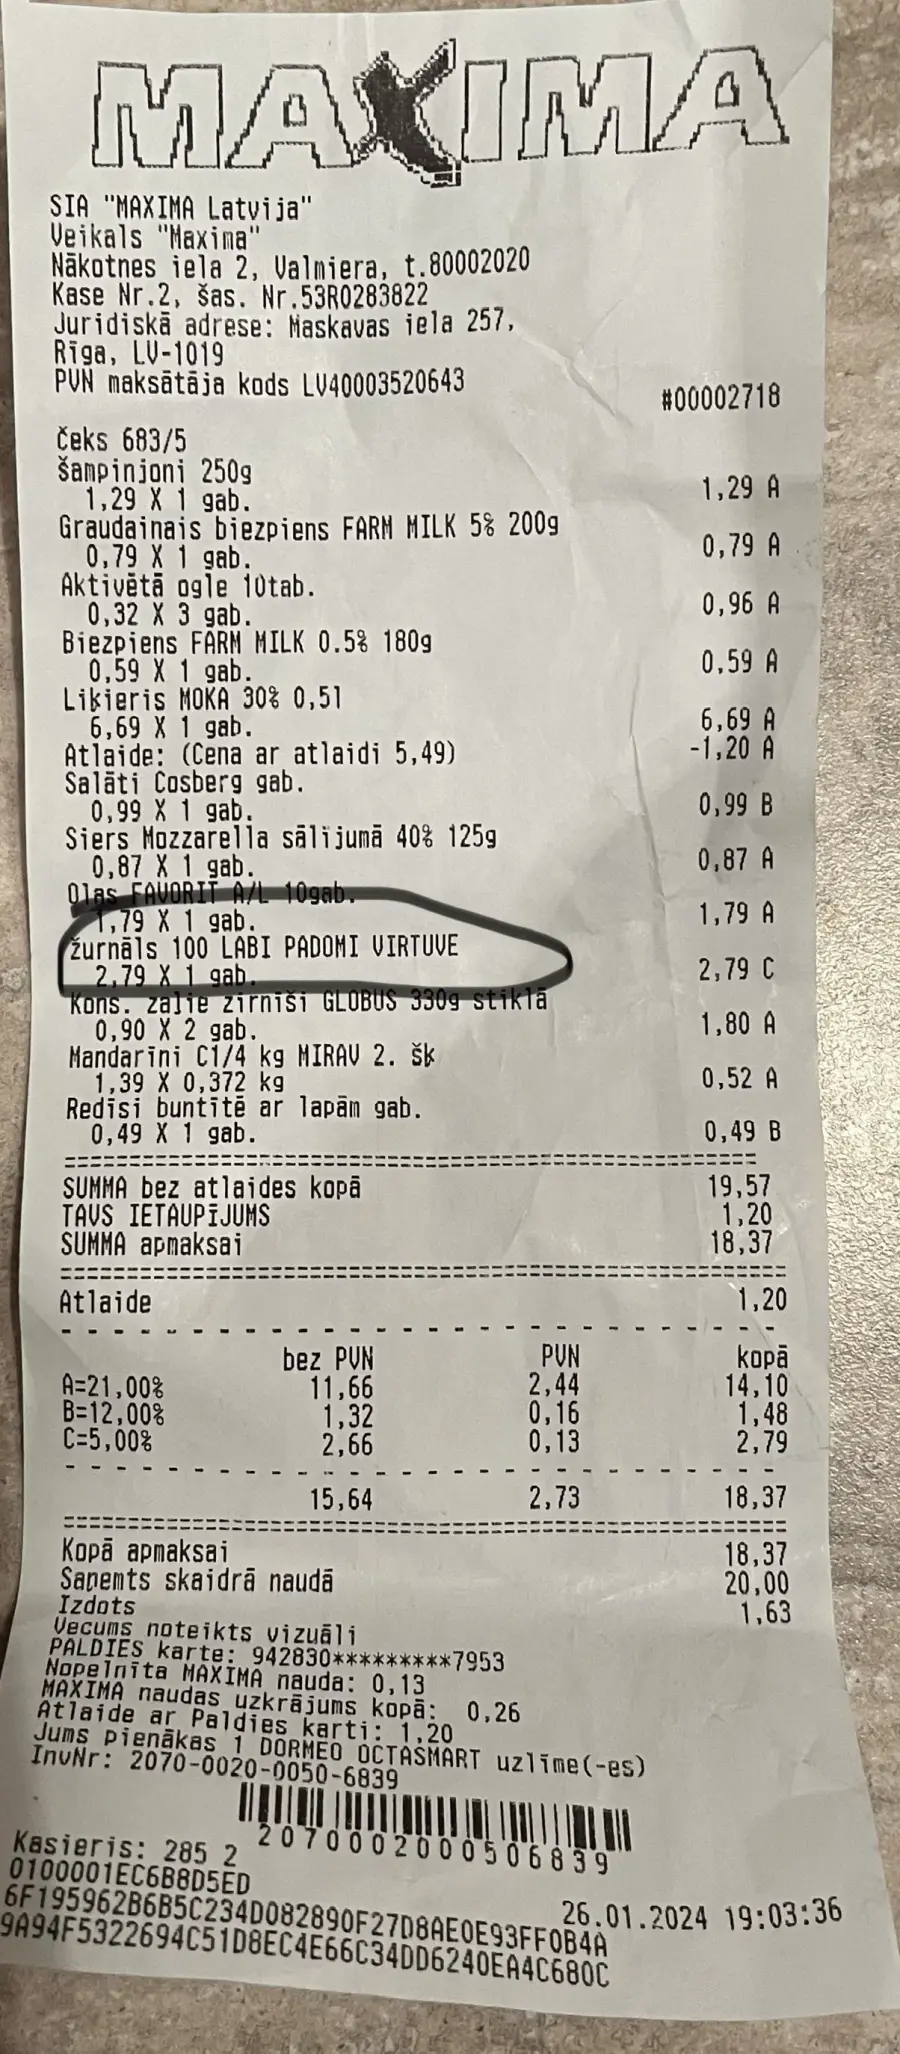 MAXIMA
SIA "MAXIMA Latvija"
Veikals "Maxima"
Nākotnes iela 2, Valmiera, t.80002020
Kase Nr.2, šas. Nr.53R0283822
Juridiskā adrese: Maskavas iela 257,
Rīga, LV-1019
PVN maksātāja kods LV40003520643
#00002718
Čeks 683/5
šampinjoni 250g
1,29 X 1 gab. 1,29 A
Graudainais biezpiens FARM MILK 5% 200g
0,79 X 1 gab. 0,79 A
Aktivētā ogle 10tab.
0,32 X 3 gab. 0,96 A
Biezpiens FARM MILK 0.5% 180g
0,59 X 1 gab. 0,59 A
Liķieris MOKA 30% 0,5l
6,69 X 1 gab. 6,69 A
Atlaide: (Cena ar atlaidi 5,49) -1,20 A
Salāti Cosberg gab.
0,99 X 1 gab. 0,99 B
Siers Mozzarella sālījumā 40% 125g
0,87 X 1 gab. 0,87 A
Olas FAVORIT A/L 10gab.
1,79 X 1 gab. 1,79 A
žurnāls 100 LABI PADOMI VIRTUVE
2,79 X 1 gab. 2,79 C
Kons. zaļie zirnīši GLOBUS 330g stiklā
0,90 X 2 gab. 1,80 A
Mandarīni C1/4 kg MIRAV 2. šķ
1,39 X 0,372 kg 0,52 A
Redīsi buntītē ar lapām gab.
0,49 X 1 gab. 0,49 B
SUMMA bez atlaides kopā 19,57
TAVS IETAUPĪJUMS 1,20
SUMMA apmaksai 18,37
Atlaide 1,20
bez PVN PVN kopā
A=21,00% 11,66 2,44 14,10
B=12,00% 1,32 0,16 1,48
C=5,00% 2,66 0,13 2,79
15,64 2,73 18,37
Kopā apmaksai 18,37
Saņemts skaidrā naudā 20,00
Izdots 1,63
Vecums noteikts vizuāli
PALDIES karte: 942830*********7953
Nopelnīta MAXIMA nauda: 0,13
MAXIMA naudas uzkrājums kopā: 0,26
Atlaide ar Paldies karti: 1,20
Jums pienākas 1 DORMEO OCTASMART uzlīme(-es)
InvNr: 2070-0020-0050-6839
2070002000506839
Kasieris: 285 2
26.01.2024 19:03:36
0100001EC6B8D5ED
6F195962B6B5C234D082890F27D8AE0E93FF0B4A
9A94F5322694C51D8EC4E66C34DD6240EA4C680C